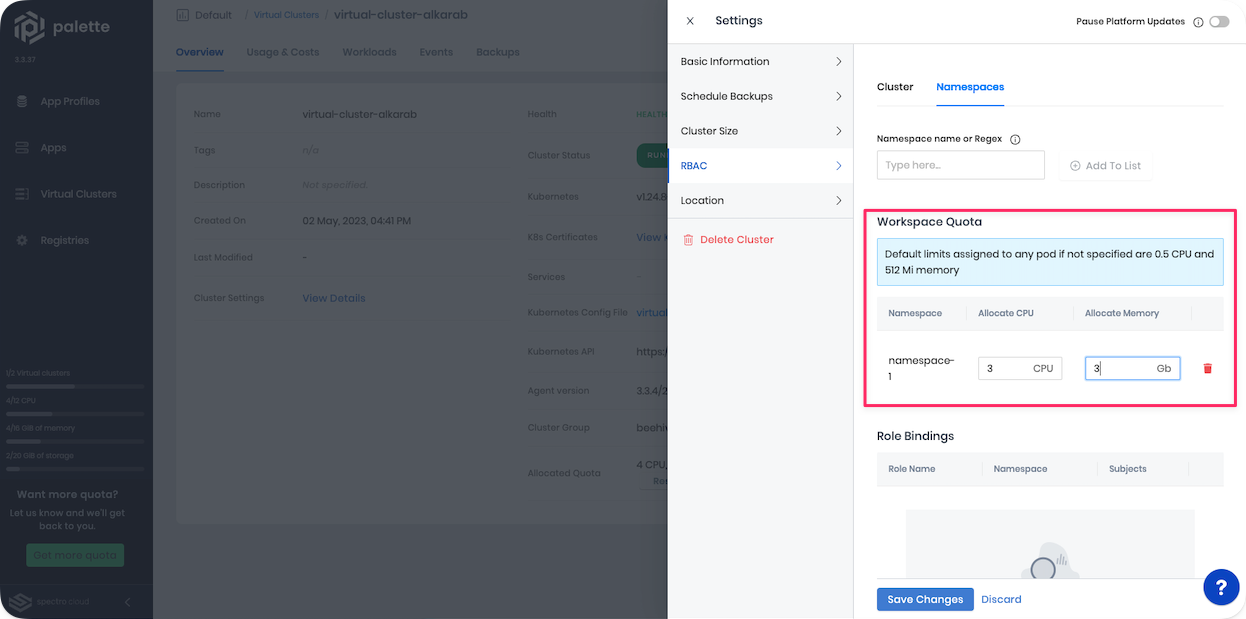 palette
3.3.37
App Profiles
Apps
Virtual Clusters
Registries
1/2 Virtual clusters
4/12 CPU
4/16 GiB of memory
2/20 GiB of storage
Want more quota?
Let us know and we'll get
back to you.
Get more quota
spectro cloud
Default / Virtual Clusters / virtual-cluster-alkarab
Overview Usage & Costs Workloads Events Backups
Name virtual-cluster-alkarab
Tags n/a
Description Not specified.
Created On 02 May, 2023, 04:41 PM
Last Modified -
Cluster Settings View Details
Health HEALTH
Cluster Status RUN
Kubernetes v1.24.8
K8s Certificates View
Services -
Kubernetes Config File virtual
Kubernetes API https:/
Agent version 3.3.4/2
Cluster Group beehi
Allocated Quota 4 CPU,
Settings
Pause Platform Updates
Basic Information
Schedule Backups
Cluster Size
RBAC
Location
Delete Cluster
Cluster Namespaces
Namespace name or Regex
Type here...
Add To List
Workspace Quota
Default limits assigned to any pod if not specified are 0.5 CPU and
512 Mi memory
Namespace Allocate CPU Allocate Memory
namespace-
1
3 CPU
3 Gb
Role Bindings
Role Name Namespace Subjects
Save Changes Discard
?